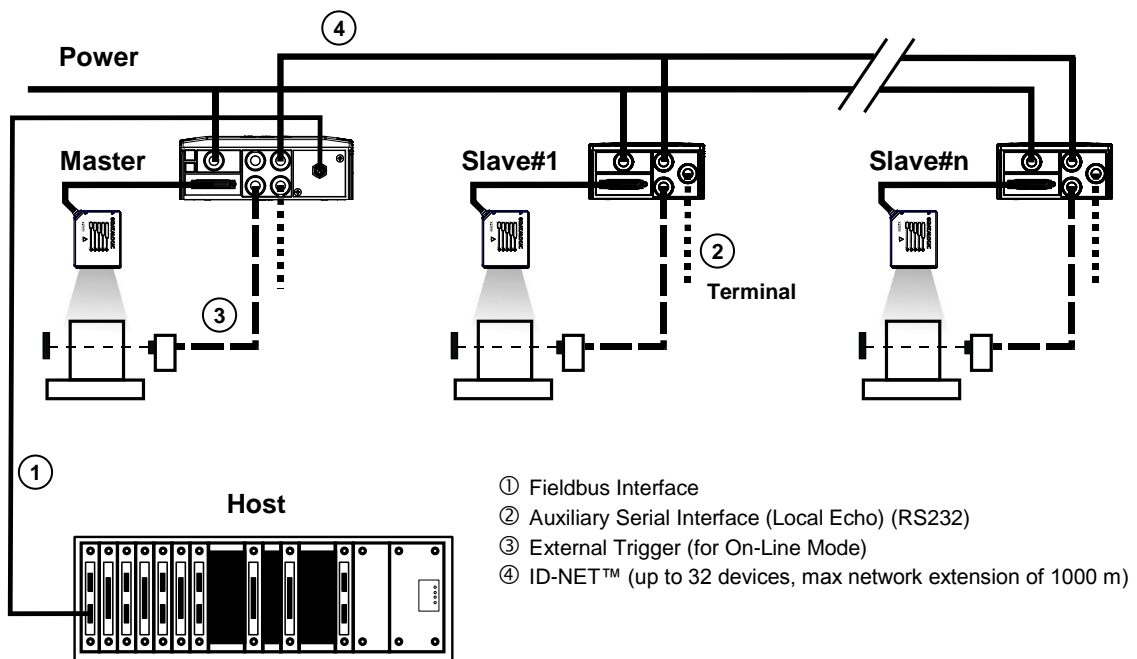 ④
Power
Master
Slave#1
Slave#n
②
Terminal
③
①
Host
① Fieldbus Interface
② Auxiliary Serial Interface (Local Echo) (RS232)
③ External Trigger (for On-Line Mode)
④ ID-NET™ (up to 32 devices, max network extension of 1000 m)